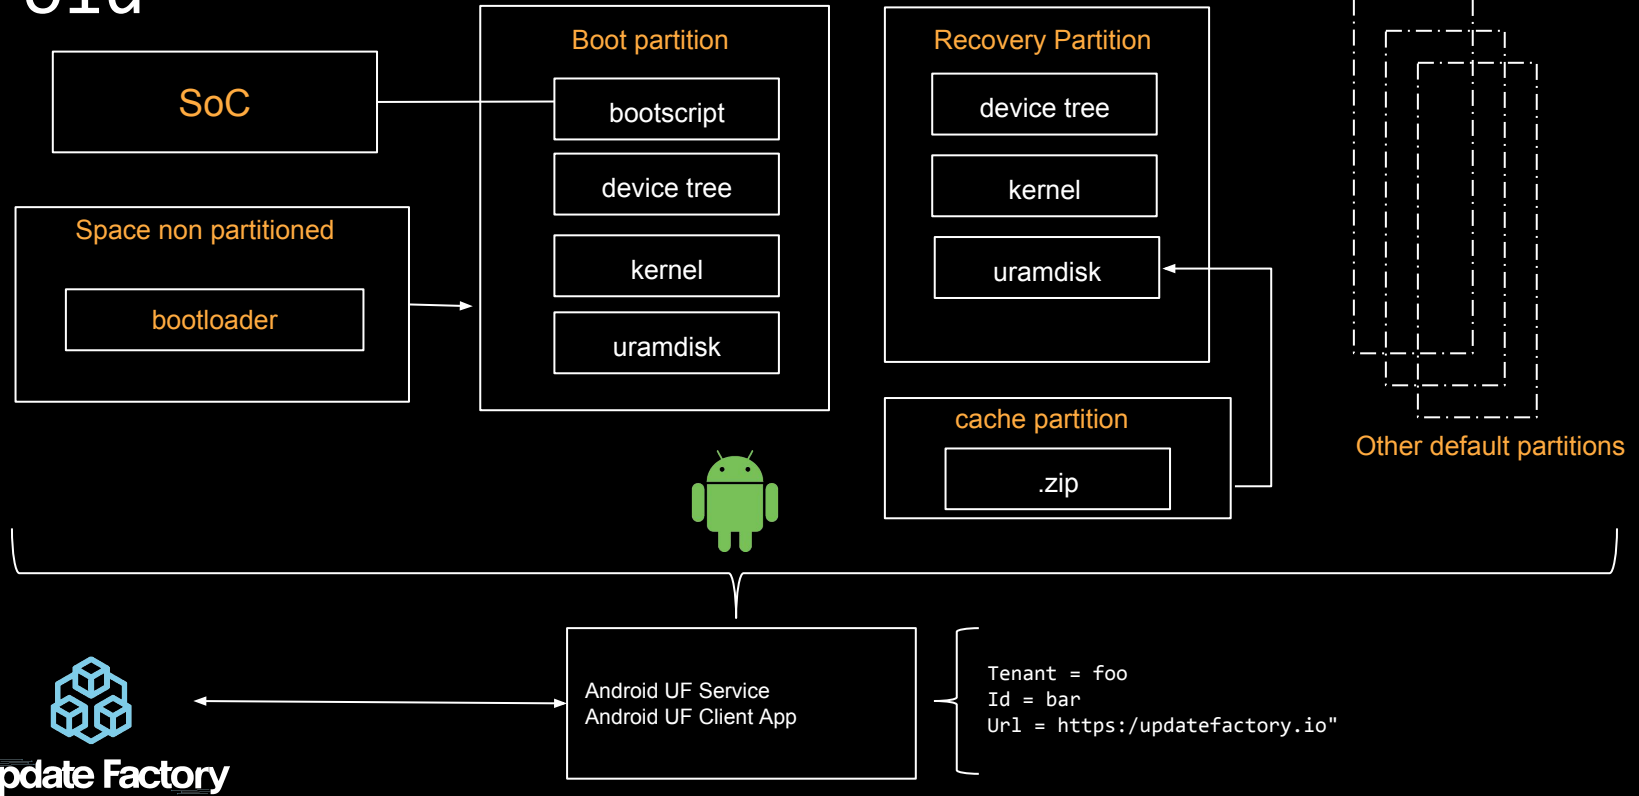 SoC
Space non partitioned
bootloader
Boot partition
bootscript
device tree
kernel
uramdisk
Recovery Partition
device tree
kernel
uramdisk
cache partition
.zip
Other default partitions
Android UF Service
Android UF Client App
Tenant = foo
Id = bar
Url = https:/updatefactory.io"
pdate Factory